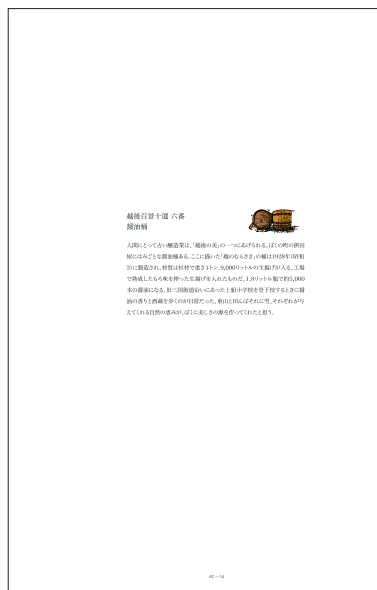 越後百景十選 六番
醤油桶
人間にとって古い醸造業は、「越後の美」の一つにあげられる。ぼくの町の摂田
屋にはみごとな醤油桶ある。ここに描いた「越のむらさき」の桶は1928年(昭和
3)に製造され、材質は杉材で重さ1トン、9,000リットルの生揚げが入る。工場
で熟成したもろ味を搾った生揚げを入れたものだ。1.8リットル瓶で約5,000
本の醤油になる。旧三国街道沿いにあった上組小学校を登下校するときに醤
油の香りと酒蔵を歩くのが日常だった。東山と田んぼそれに雪、それぞれが与
えてくれる自然の恵みが、ぼくに美しさの源を作ってくれたと思う。